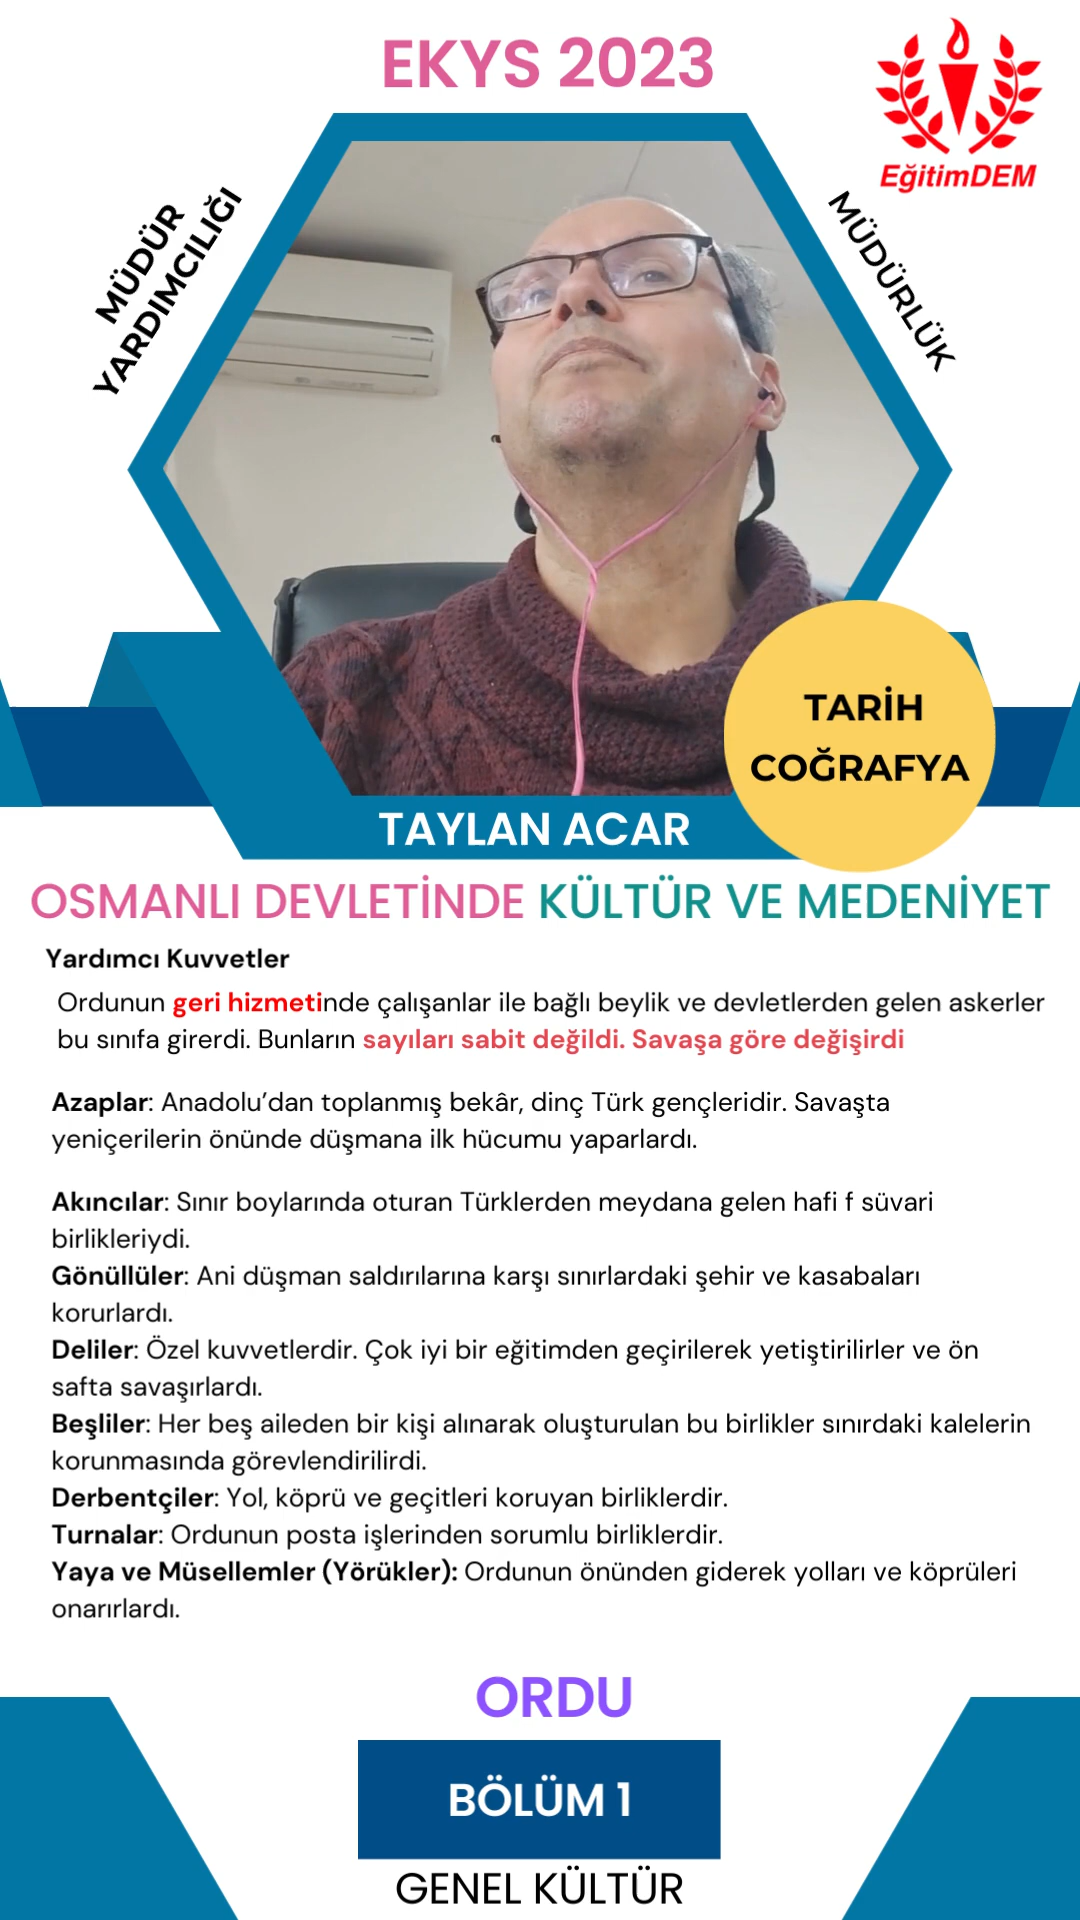 EKYS 2023
EğitimDEM
MÜDÜR
YARDIMCILIĞI
MÜDÜRLÜK
TARİH
COĞRAFYA
TAYLAN ACAR
OSMANLI DEVLETİNDE KÜLTÜR VE MEDENİYET
Yardımcı Kuvvetler
Ordunun geri hizmetinde çalışanlar ile bağlı beylik ve devletlerden gelen askerler
bu sınıfa girerdi. Bunların sayıları sabit değildi. Savaşa göre değişirdi
Azaplar: Anadolu’dan toplanmış bekâr, dinç Türk gençleridir. Savaşta
yeniçerilerin önünde düşmana ilk hücumu yaparlardı.
Akıncılar: Sınır boylarında oturan Türklerden meydana gelen hafi f süvari
birlikleriydi.
Gönüllüler: Ani düşman saldırılarına karşı sınırlardaki şehir ve kasabaları
korurlardı.
Deliler: Özel kuvvetlerdir. Çok iyi bir eğitimden geçirilerek yetiştirilirler ve ön
safta savaşırlardı.
Beşliler: Her beş aileden bir kişi alınarak oluşturulan bu birlikler sınırdaki kalelerin
korunmasında görevlendirilirdi.
Derbentçiler: Yol, köprü ve geçitleri koruyan birliklerdir.
Turnalar: Ordunun posta işlerinden sorumlu birliklerdir.
Yaya ve Müsellemler (Yörükler): Ordunun önünden giderek yolları ve köprüleri
onarırlardı.
ORDU
BÖLÜM 1
GENEL KÜLTÜR